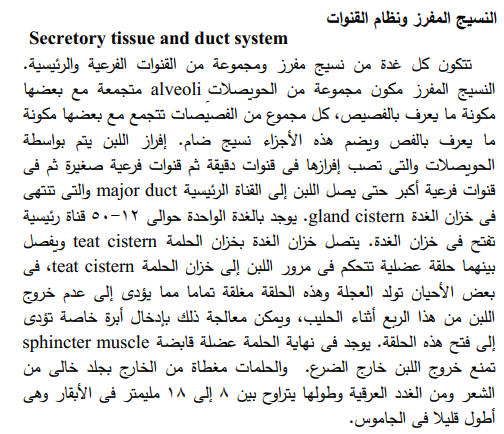 النسيج المفرز ونظام القنوات
Secretory tissue and duct system
تتكون كل غدة من نسيج مفرز ومجموعة من القنوات الفرعية والرئيسية.
النسيج المفرز مكون مجموعة من الحويصلات alveoli متجمعة مع بعضها
مكونة ما يعرف بالفصيص، كل مجموع من الفصيصات تتجمع مع بعضها مكونة
ما يعرف بالفص ويضم هذه الأجزاء نسيج ضام. إفراز اللبن يتم بواسطة
الحويصلات والتى تصب إفرازها فى قنوات دقيقة ثم قنوات فرعية صغيرة ثم فى
قنوات فرعية أكبر حتى يصل اللبن إلى القناة الرئيسية major duct والتى تنتهى
فى خزان الغدة gland cistern. يوجد بالغدة الواحدة حوالى ١٢-٥٠ قناة رئيسية
تفتح فى خزان الغدة. يتصل خزان الغدة بخزان الحلمة teat cistern ويفصل
بينهما حلقة عضلية تتحكم فى مرور اللبن إلى خزان الحلمة teat cistern، فى
بعض الأحيان تولد العجلة وهذه الحلقة مغلقة تماما مما يؤدى إلى عدم خروج
اللبن من هذا الربع أثناء الحليب، ويمكن معالجة ذلك بإدخال أبرة خاصة تؤدى
إلى فتح هذه الحلقة. يوجد فى نهاية الحلمة عضلة قابضة sphincter muscle
تمنع خروج اللبن خارج الضرع. والحلمات مغطاة من الخارج بجلد خالى من
الشعر ومن الغدد العرقية وطولها يتراوح بين ٨ إلى ١٨ مليمتر فى الأبقار وهى
أطول قليلا فى الجاموس.